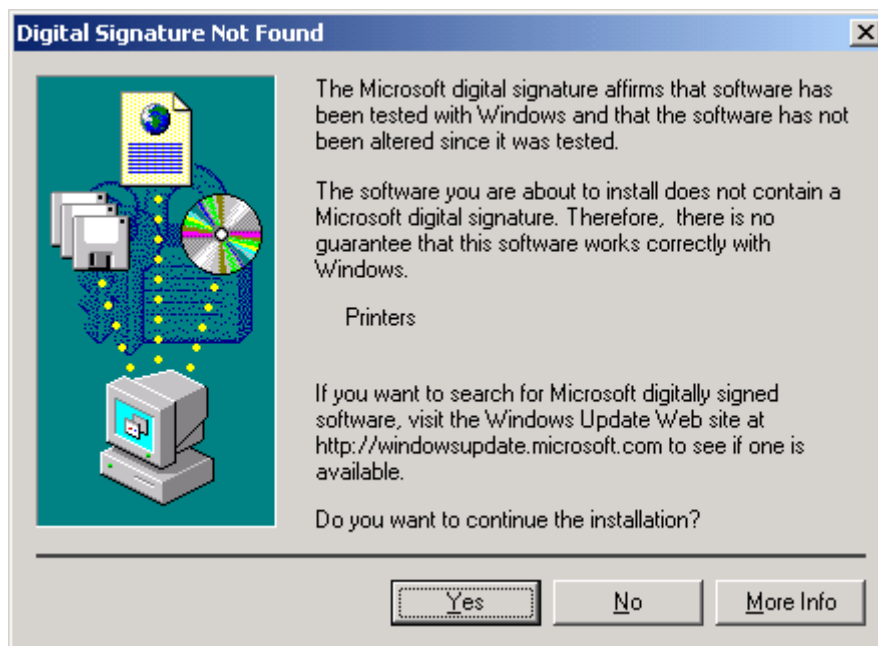 Digital Signature Not Found
The Microsoft digital signature affirms that software has
been tested with Windows and that the software has not
been altered since it was tested.
The software you are about to install does not contain a
Microsoft digital signature. Therefore,  there is no
guarantee that this software works correctly with
Windows.
Printers
If you want to search for Microsoft digitally signed
software, visit the Windows Update Web site at
http://windowsupdate.microsoft.com to see if one is
available.
Do you want to continue the installation?
Yes No More Info